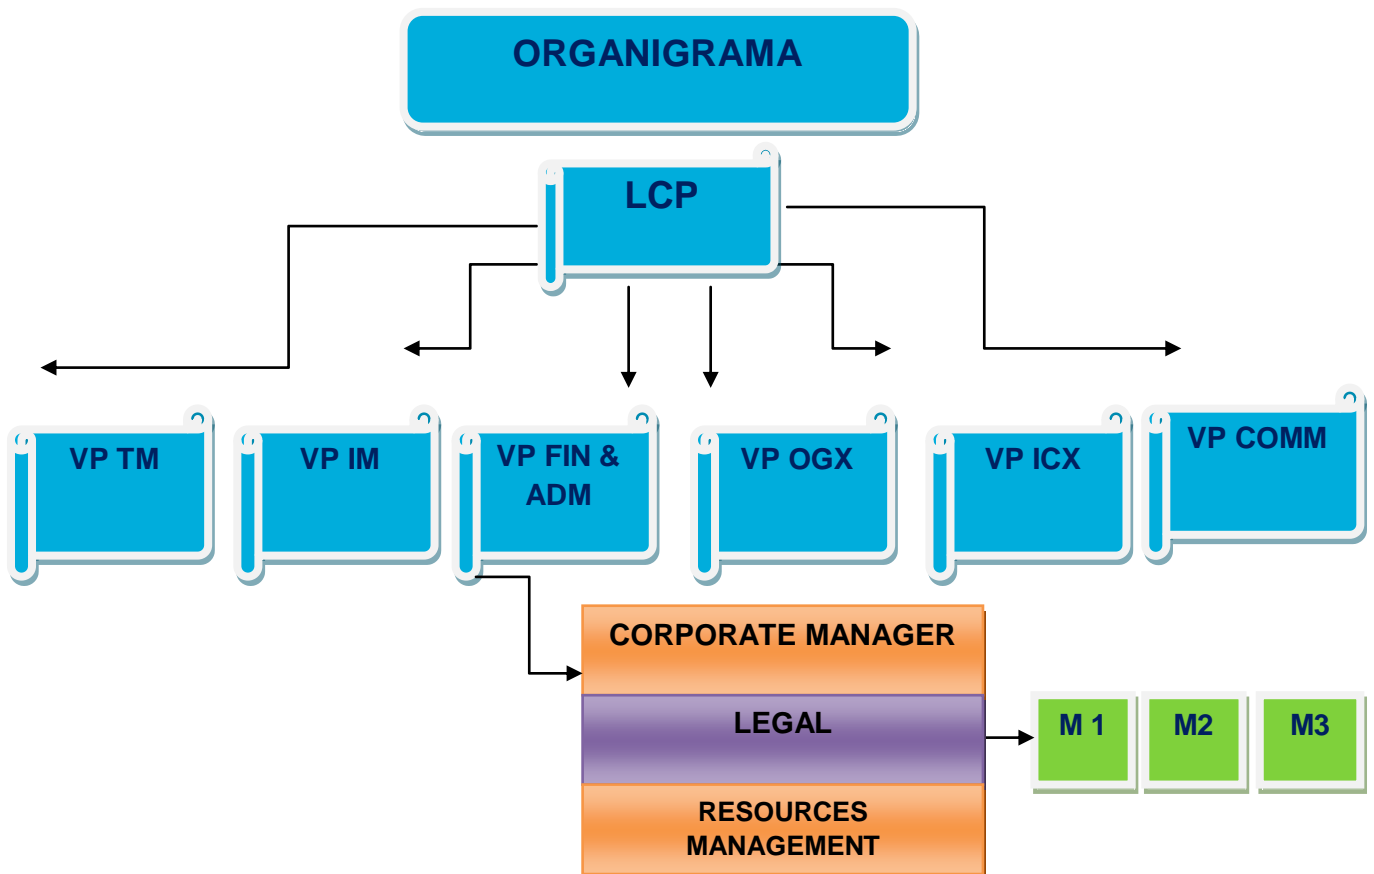 ORGANIGRAMA
LCP
VP TM
VP IM
VP FIN &
ADM
VP OGX
VP ICX
VP COMM
CORPORATE MANAGER
LEGAL
RESOURCES
MANAGEMENT
M 1
M2
M3